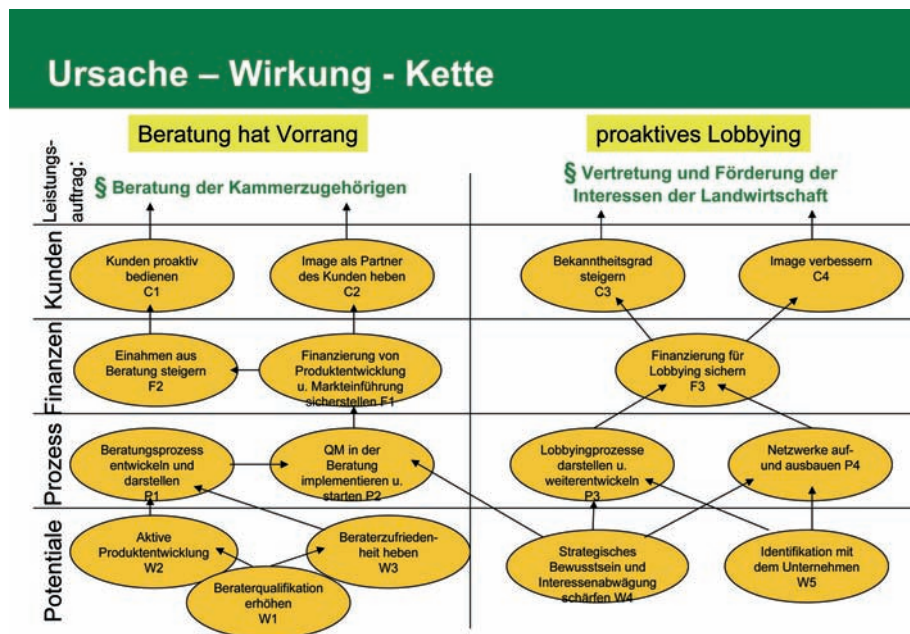 Ursache – Wirkung - Kette
Leistungs-
auftrag:
Beratung hat Vorrang
proaktives Lobbying
§ Beratung der Kammerzugehörigen
§ Vertretung und Förderung der
Interessen der Landwirtschaft
Kunden
Kunden proaktiv
bedienen
C1
Image als Partner
des Kunden heben
C2
Bekanntheitsgrad
steigern
C3
Image verbessern
C4
Finanzen
Einahmen aus
Beratung steigern
F2
Finanzierung von
Produktentwicklung
u. Markteinführung
sicherstellen F1
Finanzierung für
Lobbying sichern
F3
Prozess
Beratungsprozess
entwickeln und
darstellen
P1
QM in der
Beratung
implementieren u.
starten P2
Lobbyingprozesse
darstellen u.
weiterentwickeln
P3
Netzwerke auf-
und ausbauen P4
Potentiale
Aktive
Produktentwicklung
W2
Beraterzufrieden-
heit heben
W3
Beraterqualifikation
erhöhen
W1
Strategisches
Bewusstsein und
Interessenabwägung
schärfen W4
Identifikation mit
dem Unternehmen
W5